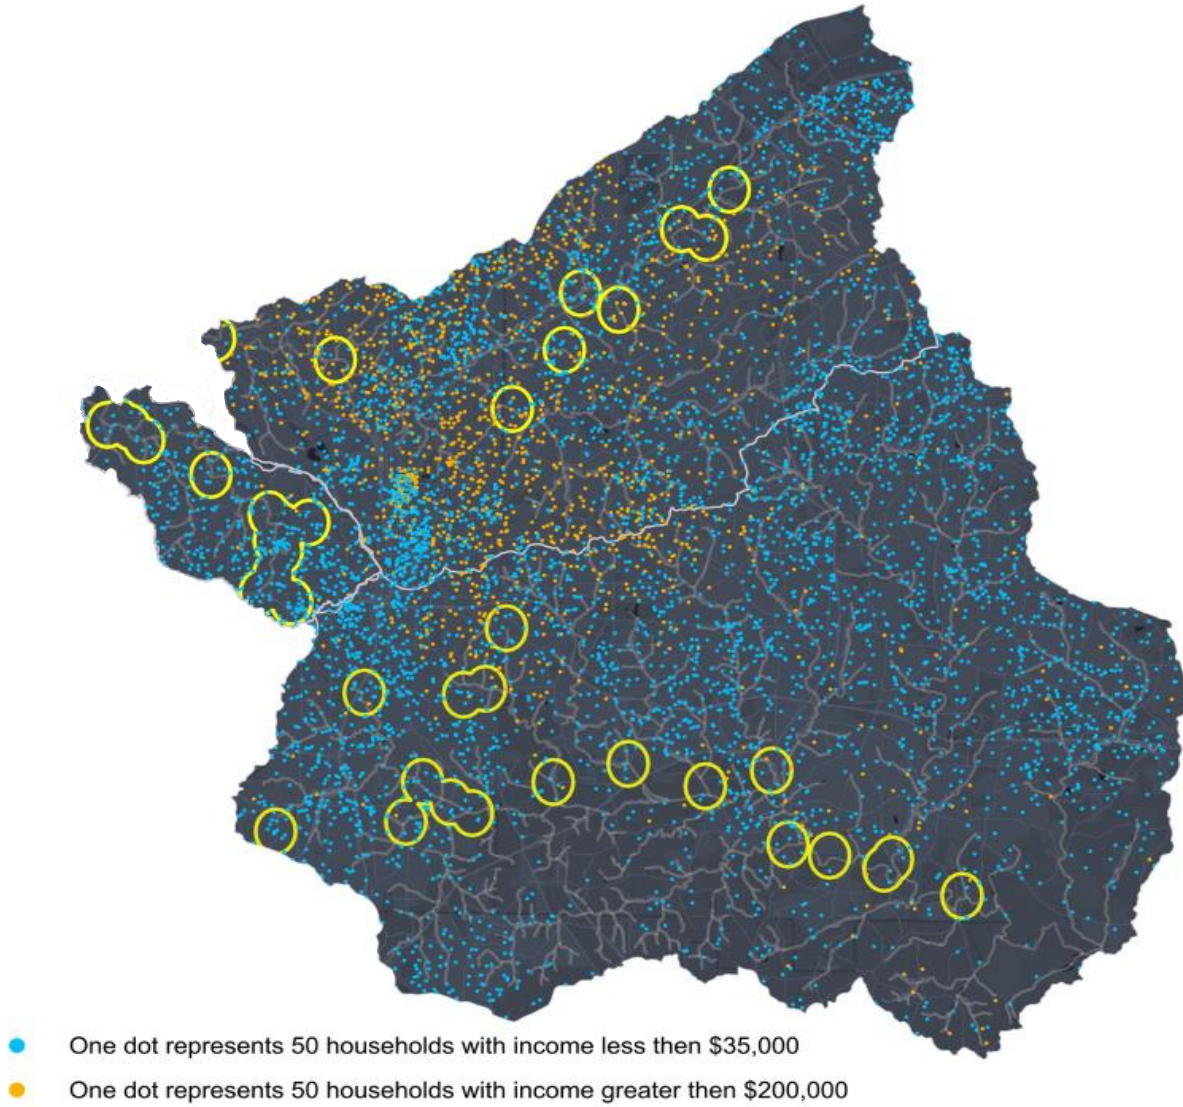 One dot represents 50 households with income less then $35,000
One dot represents 50 households with income greater then $200,000